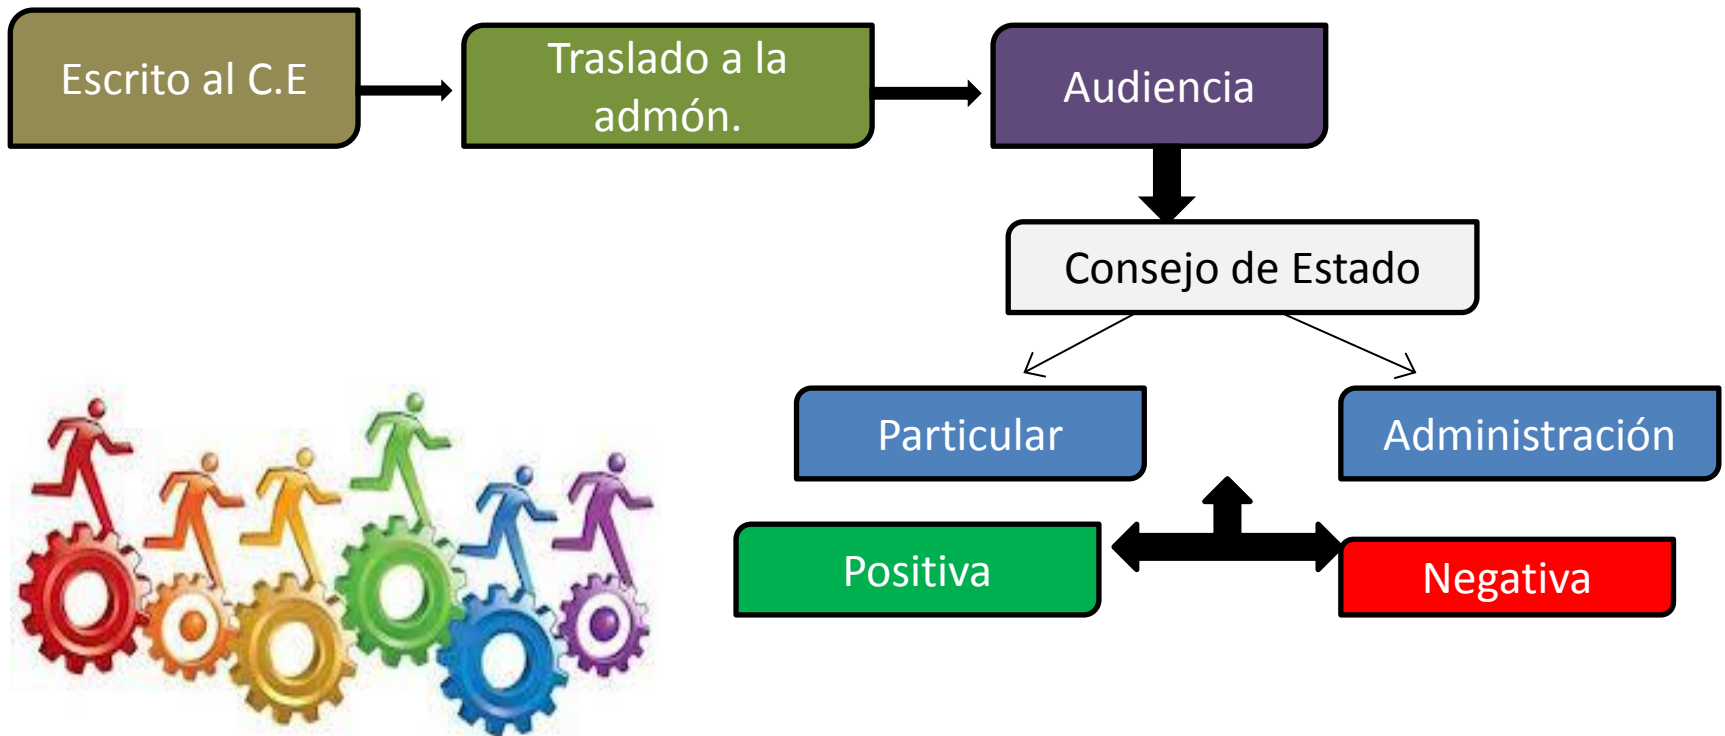 Escrito al C.E
Traslado a la
admón.
Audiencia
Consejo de Estado
Particular
Administración
Positiva
Negativa